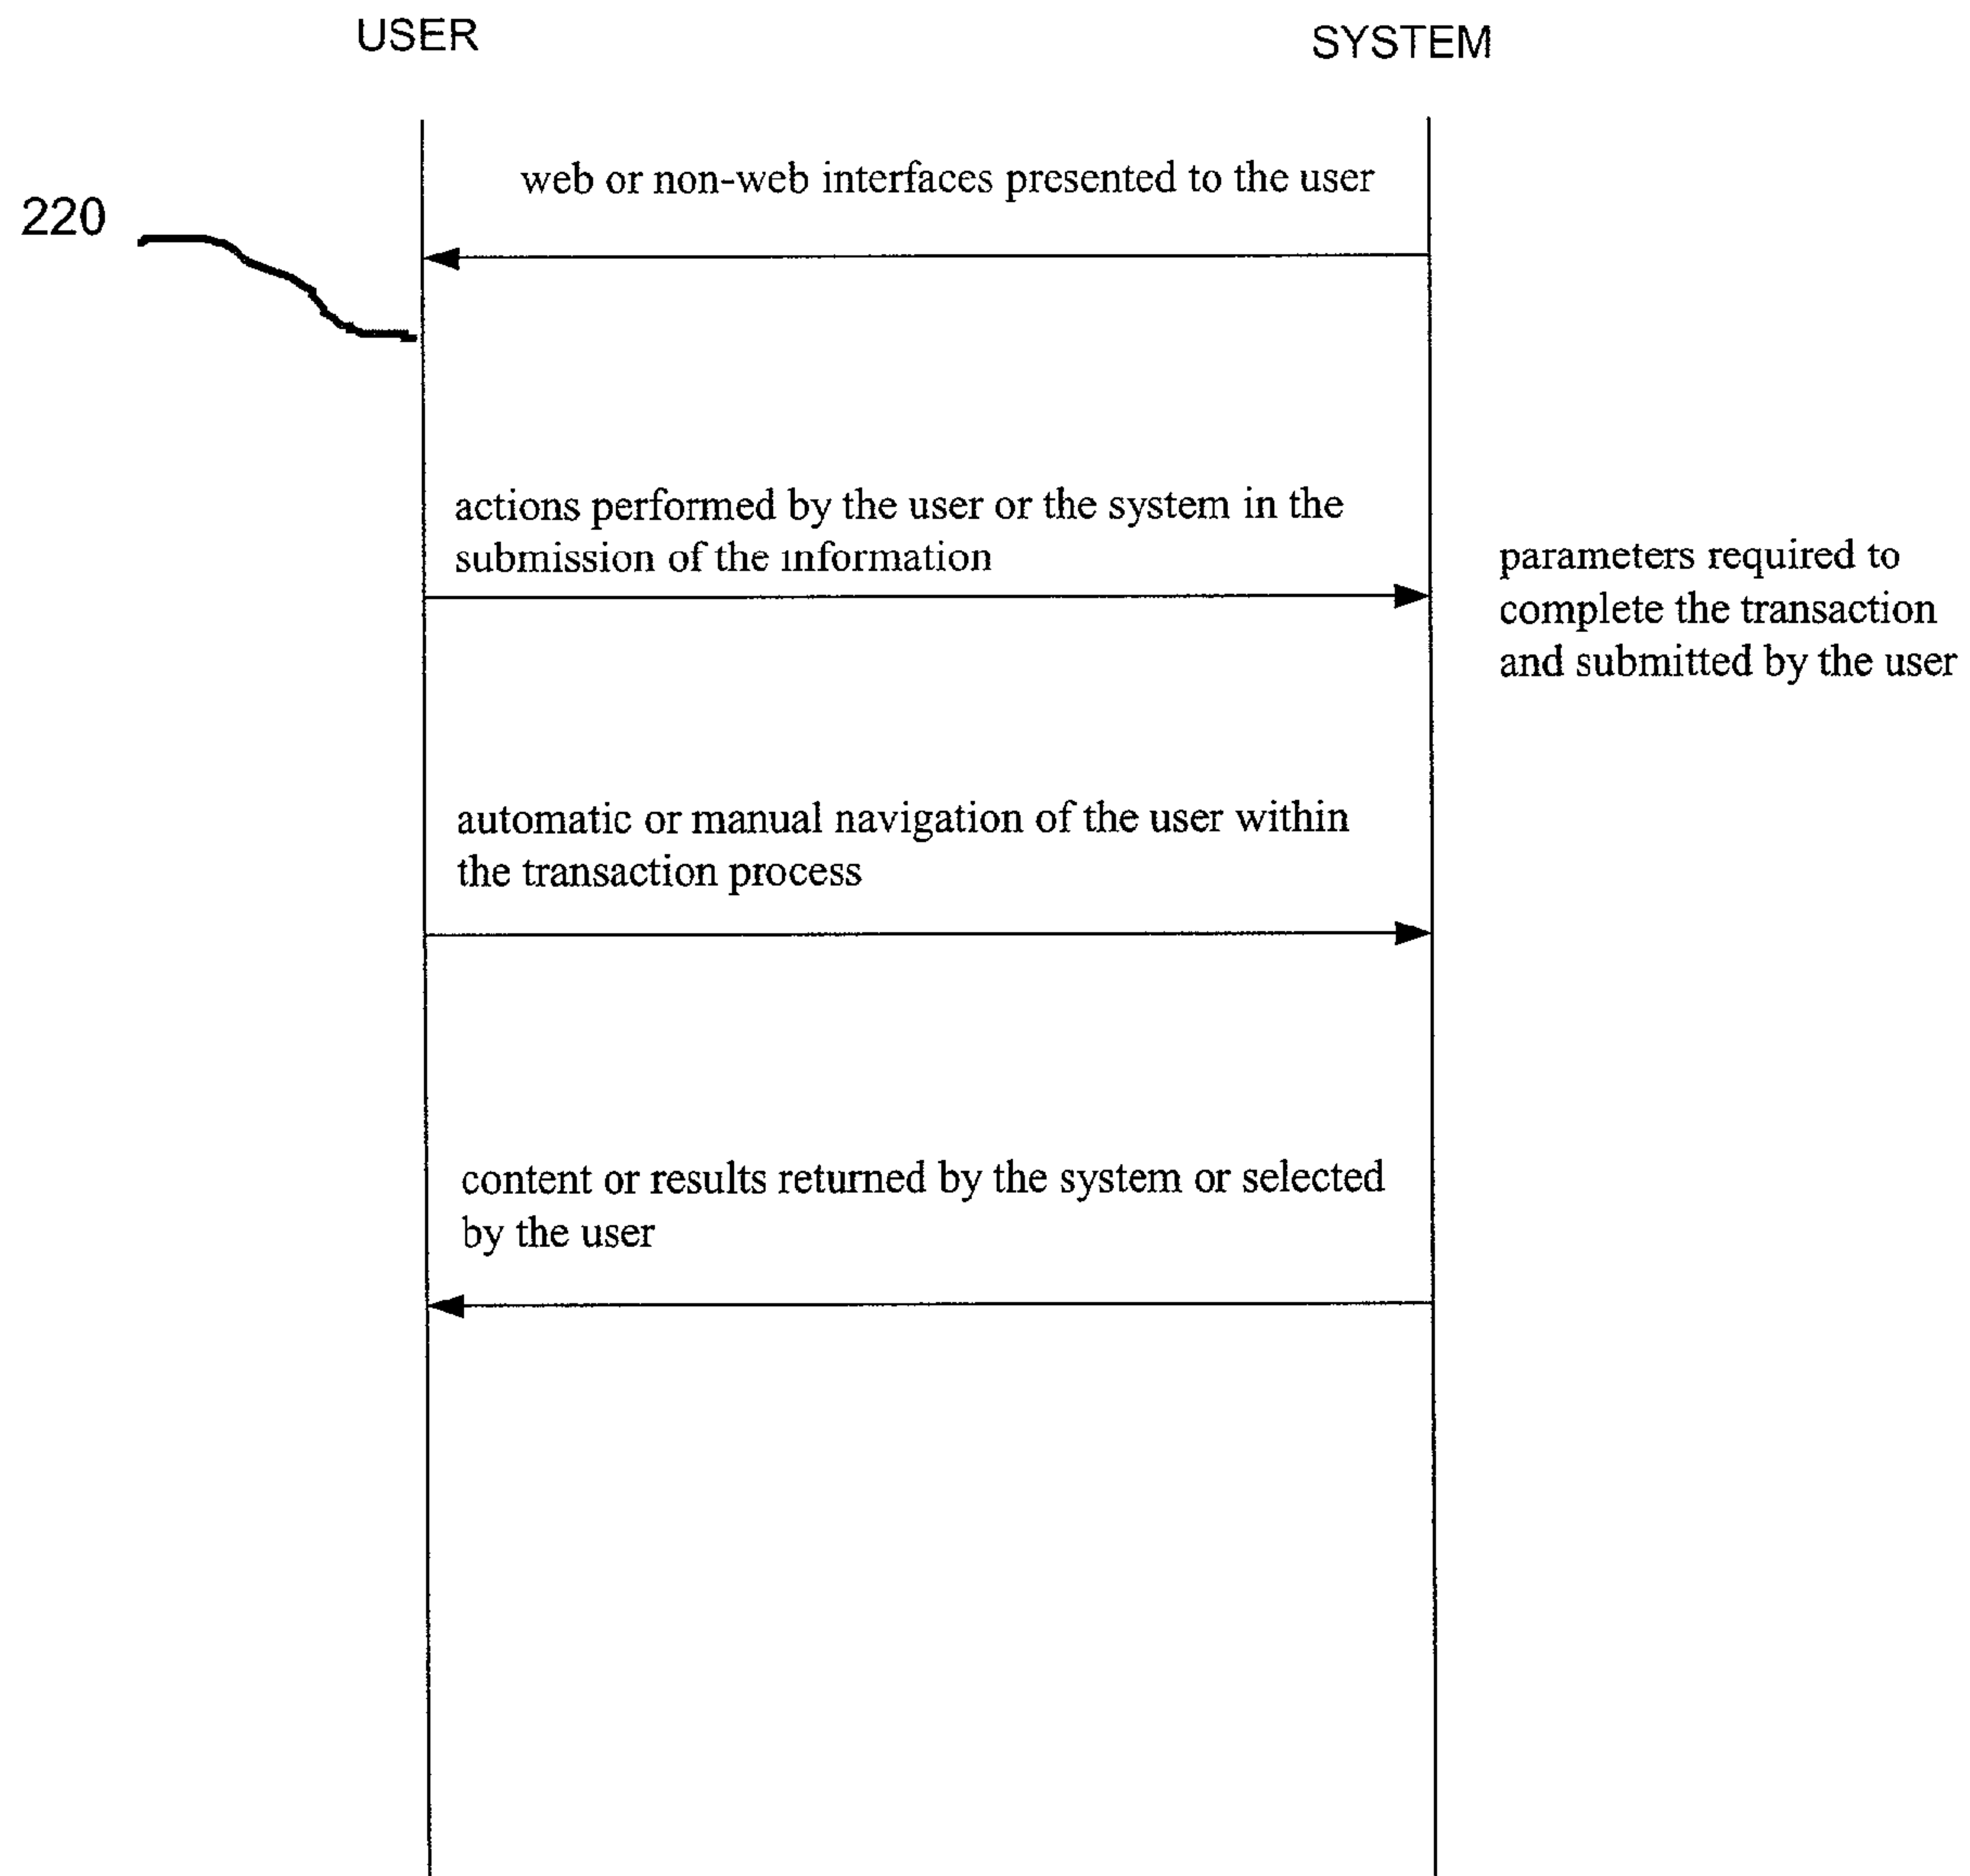 USER
SYSTEM
web or non-web interfaces presented to the user
220
actions performed by the user or the system in the
submission of the information
parameters required to
complete the transaction
and submitted by the user
automatic or manual navigation of the user within
the transaction process
content or results returned by the system or selected
by the user